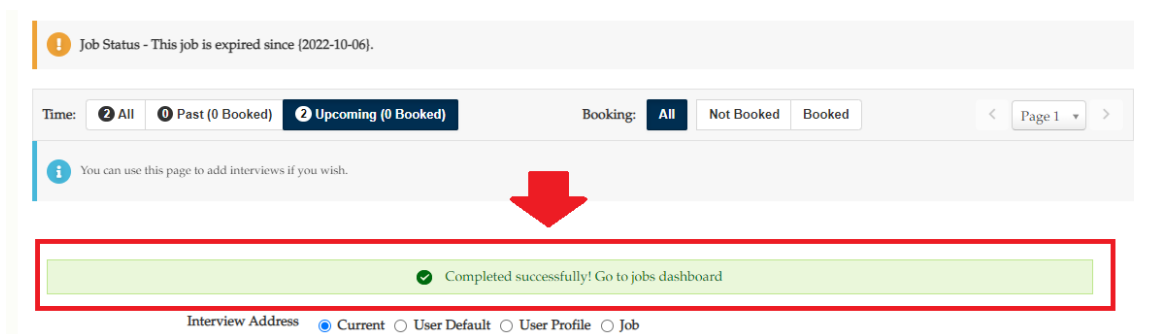 Job Status - This job is expired since {2022-10-06}.
Time: 2 All 0 Past (0 Booked) 2 Upcoming (0 Booked) Booking: All Not Booked Booked < Page 1 >
You can use this page to add interviews if you wish.
Completed successfully! Go to jobs dashboard
Interview Address Current User Default User Profile Job